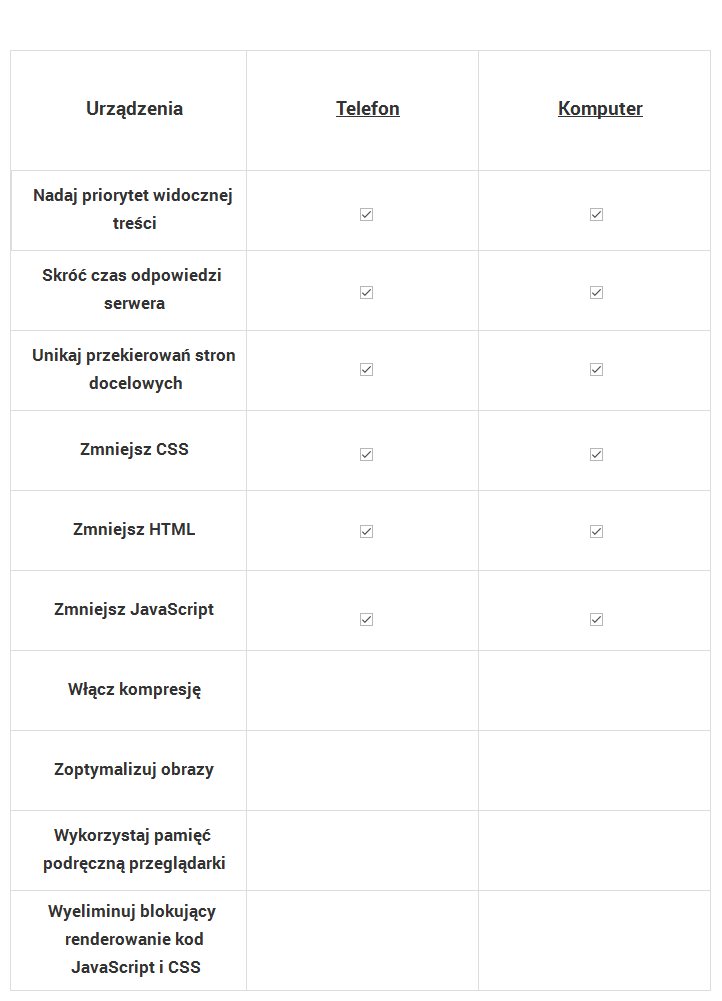 Urządzenia Telefon Komputer
Nadaj priorytet widocznej
treści
Skróć czas odpowiedzi
serwera
Unikaj przekierowań stron
docelowych
Zmniejsz CSS
Zmniejsz HTML
Zmniejsz JavaScript
Włącz kompresję
Zoptymalizuj obrazy
Wykorzystaj pamięć
podręczną przeglądarki
Wyeliminuj blokujący
renderowanie kod
JavaScript i CSS